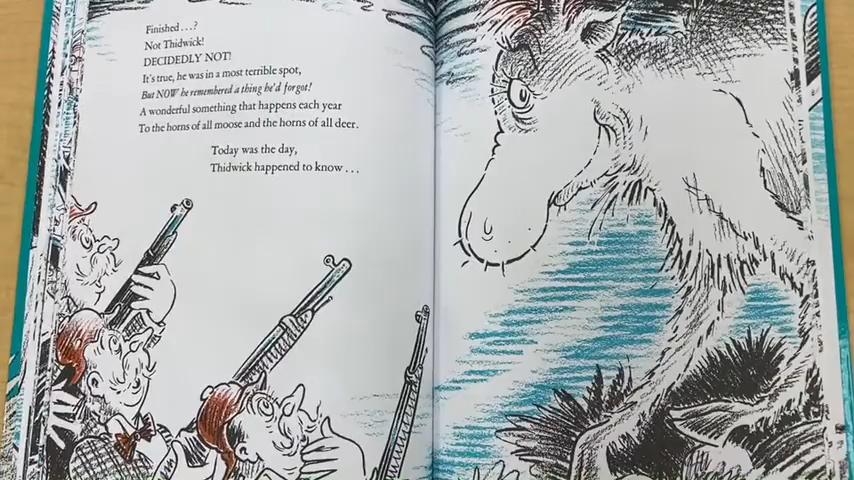 Finished...?
Not Thidwick!
DECIDEDLY NOT!
It's true, he was in a most terrible spot,
But NOW he remembered a thing he'd forgot!
A wonderful something that happens each year
To the horns of all moose and the horns of all deer.
Today was the day,
Thidwick happened to know...